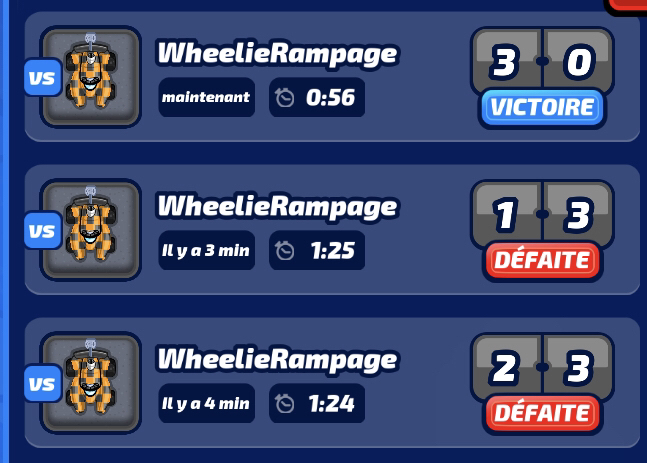 WheelieRampage
vs
maintenant 0:56
3 0
VICTOIRE
WheelieRampage
vs
Il y a 3 min 1:25
1 3
DÉFAITE
WheelieRampage
vs
Il y a 4 min 1:24
2 3
DÉFAITE